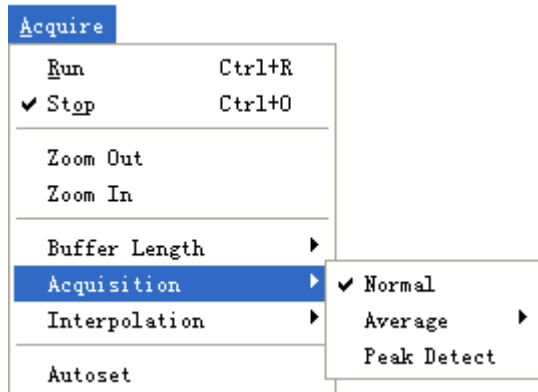 Acquire
Run Ctrl+R
Stop Ctrl+O
Zoom Out
Zoom In
Buffer Length
Acquisition
Normal
Interpolation
Average
Peak Detect
Autoset